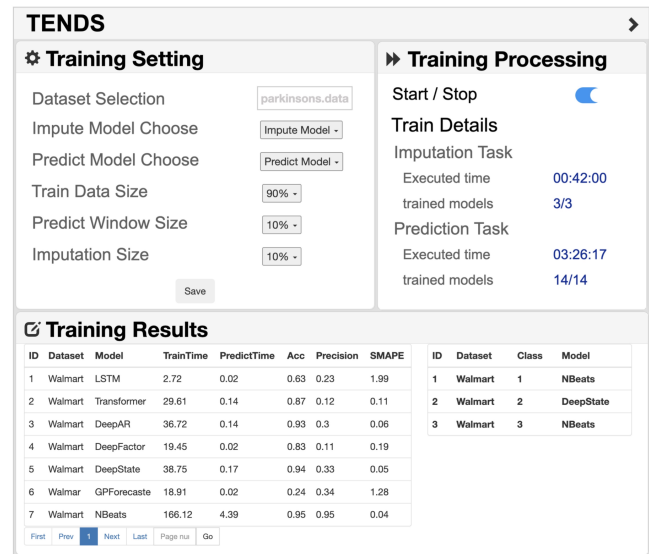 TENDS
Training Setting
Dataset Selection parkinsons.data
Impute Model Choose Impute Model
Predict Model Choose Predict Model
Train Data Size 90%
Predict Window Size 10%
Imputation Size 10%
Save
Training Processing
Start / Stop
Train Details
Imputation Task
Executed time 00:42:00
trained models 3/3
Prediction Task
Executed time 03:26:17
trained models 14/14
Training Results
ID Dataset Model TrainTime PredictTime Acc Precision SMAPE
1 Walmart LSTM 2.72 0.02 0.63 0.23 1.99
2 Walmart Transformer 29.61 0.14 0.87 0.12 0.11
3 Walmart DeepAR 36.72 0.14 0.93 0.3 0.06
4 Walmart DeepFactor 19.45 0.02 0.83 0.11 0.19
5 Walmart DeepState 38.75 0.17 0.94 0.33 0.05
6 Walmar GPForecaste 18.91 0.02 0.24 0.34 1.28
7 Walmart NBeats 166.12 4.39 0.95 0.95 0.04
First Prev 1 Next Last Page nu Go
ID Dataset Class Model
1 Walmart 1 NBeats
2 Walmart 2 DeepState
3 Walmart 3 NBeats